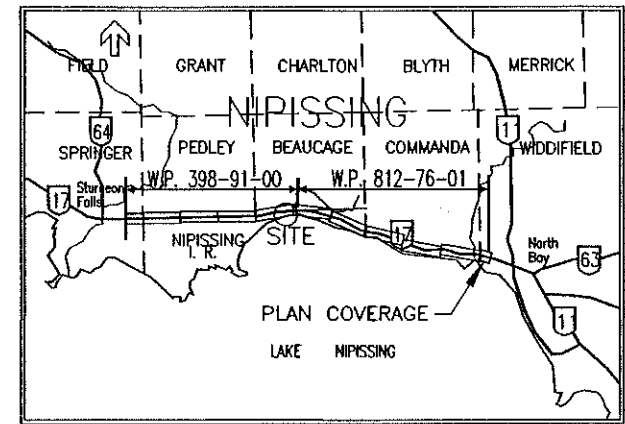 FIELD GRANT CHARLTON BLYTH MERRICK
NIPISSING
64
11
SPRINGER PEDLEY BEAUCAGE COMMANDA WIDDIFIELD
W.P. 398-91-00 W.P. 812-76-01
Sturgeon
Falls
17
NIPISSING
I. R.
SITE
17
North
Bay
63
PLAN COVERAGE
11
LAKE NIPISSING